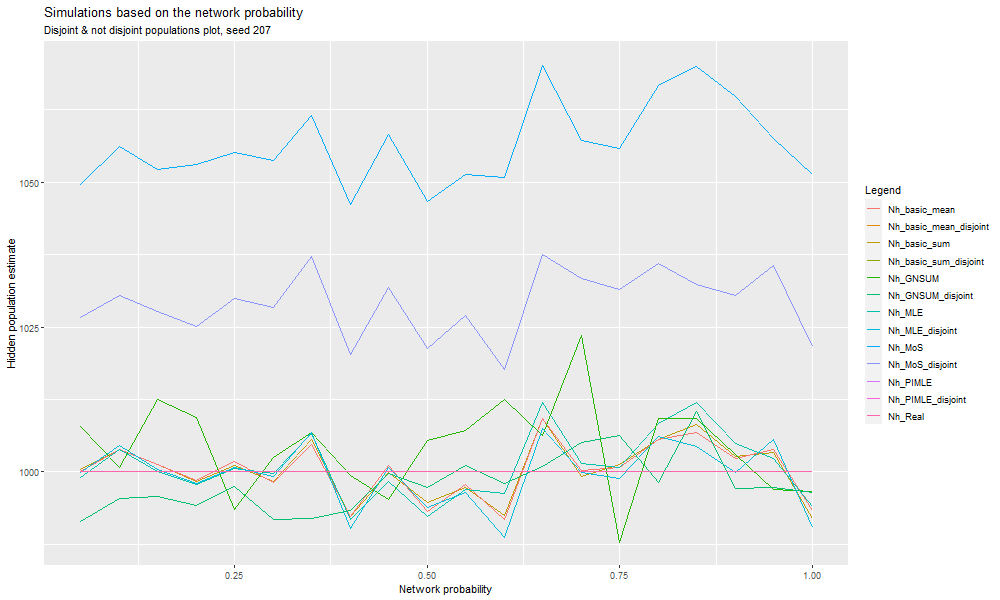 Simulations based on the network probability
Disjoint & not disjoint populations plot, seed 207
Hidden population estimate
1050
1025
1000
0.25
0.50
0.75
1.00
Network probability
Legend
Nh_basic_mean
Nh_basic_mean_disjoint
Nh_basic_sum
Nh_basic_sum_disjoint
Nh_GNSUM
Nh_GNSUM_disjoint
Nh_MLE
Nh_MLE_disjoint
Nh_MoS
Nh_MoS_disjoint
Nh_PIMLE
Nh_PIMLE_disjoint
Nh_Real